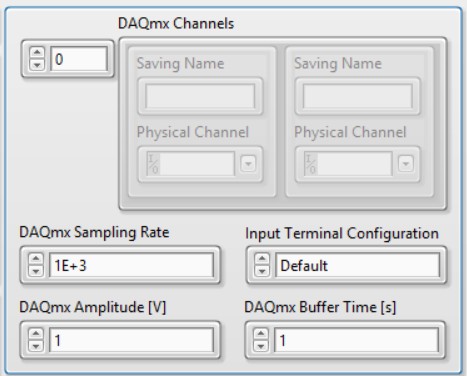 DAQmx Channels
0
Saving Name
Saving Name
Physical Channel
Physical Channel
I/O
I/O
DAQmx Sampling Rate
Input Terminal Configuration
1E+3
Default
DAQmx Amplitude [V]
DAQmx Buffer Time [s]
1
1